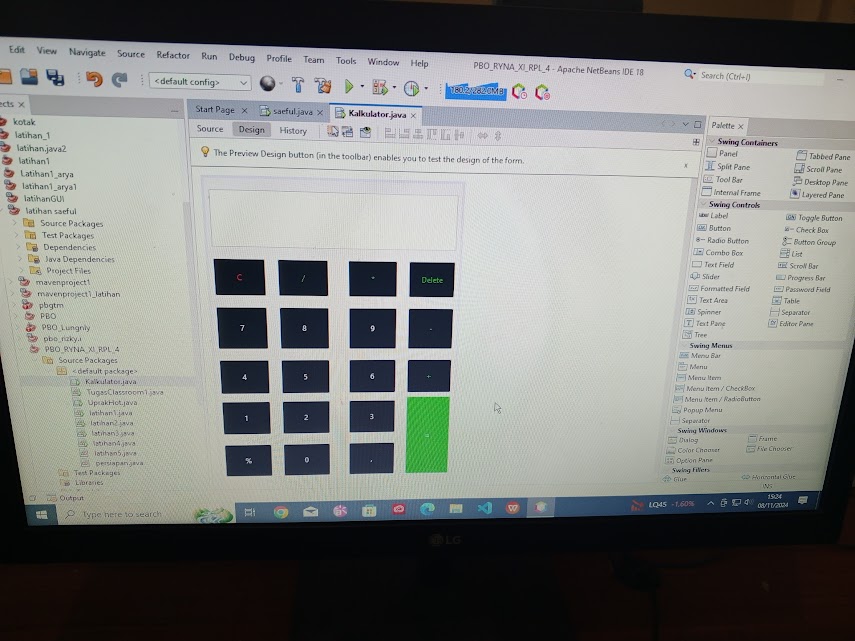 Edit View Navigate Source Refactor Run Debug Profile Team Tools Window Help
PBO_RYNA_XI_RPL_4 - Apache NetBeans IDE 18
Search (Ctrl+I)
<default config>
Start Page saeful.java Kalkulator.java
Source Design History
The Preview Design button (in the toolbar) enables you to test the design of the form.
kotak
latihan_1
latihan.java2
latihan1
Latihan1_arya
latihan1_arya1
latihanGUI
latihan saeful
Source Packages
Test Packages
Dependencies
Java Dependencies
Project Files
mavenproject1
mavenproject1_latihan
pbgtm
PBO
PBO_Lungniy
pbo_rizky.i
PBO_RYNA_XI_RPL_4
Source Packages
<default package>
Kalkulator.java
TugasClassroom1.java
UprakHot.java
latihan1.java
latihan2.java
latihan3.java
latihan4.java
latihan5.java
persiapan.java
Test Packages
Libraries
Output
C / Delete
7 8 9 -
4 5 6 +
1 2 3
% 0 .
Palette
Swing Containers
Panel Tabbed Pane
Split Pane Scroll Pane
Tool Bar Desktop Pane
Internal Frame Layered Pane
Swing Controls
Label Toggle Button
Button Check Box
Radio Button Button Group
Combo Box List
Text Field Scroll Bar
Slider Progress Bar
Formatted Field Password Field
Text Area Table
Spinner Separator
Text Pane Editor Pane
Tree
Swing Menus
Menu Bar
Menu
Menu Item
Menu Item / CheckBox
Menu Item / RadioButton
Popup Menu
Separator
Swing Windows
Dialog Frame
Color Chooser File Chooser
Option Pane
Swing Fillers
Glue Horizontal Glue
INS
Type here to search
LQ45 -1,60%
15:24
08/11/2024
LG